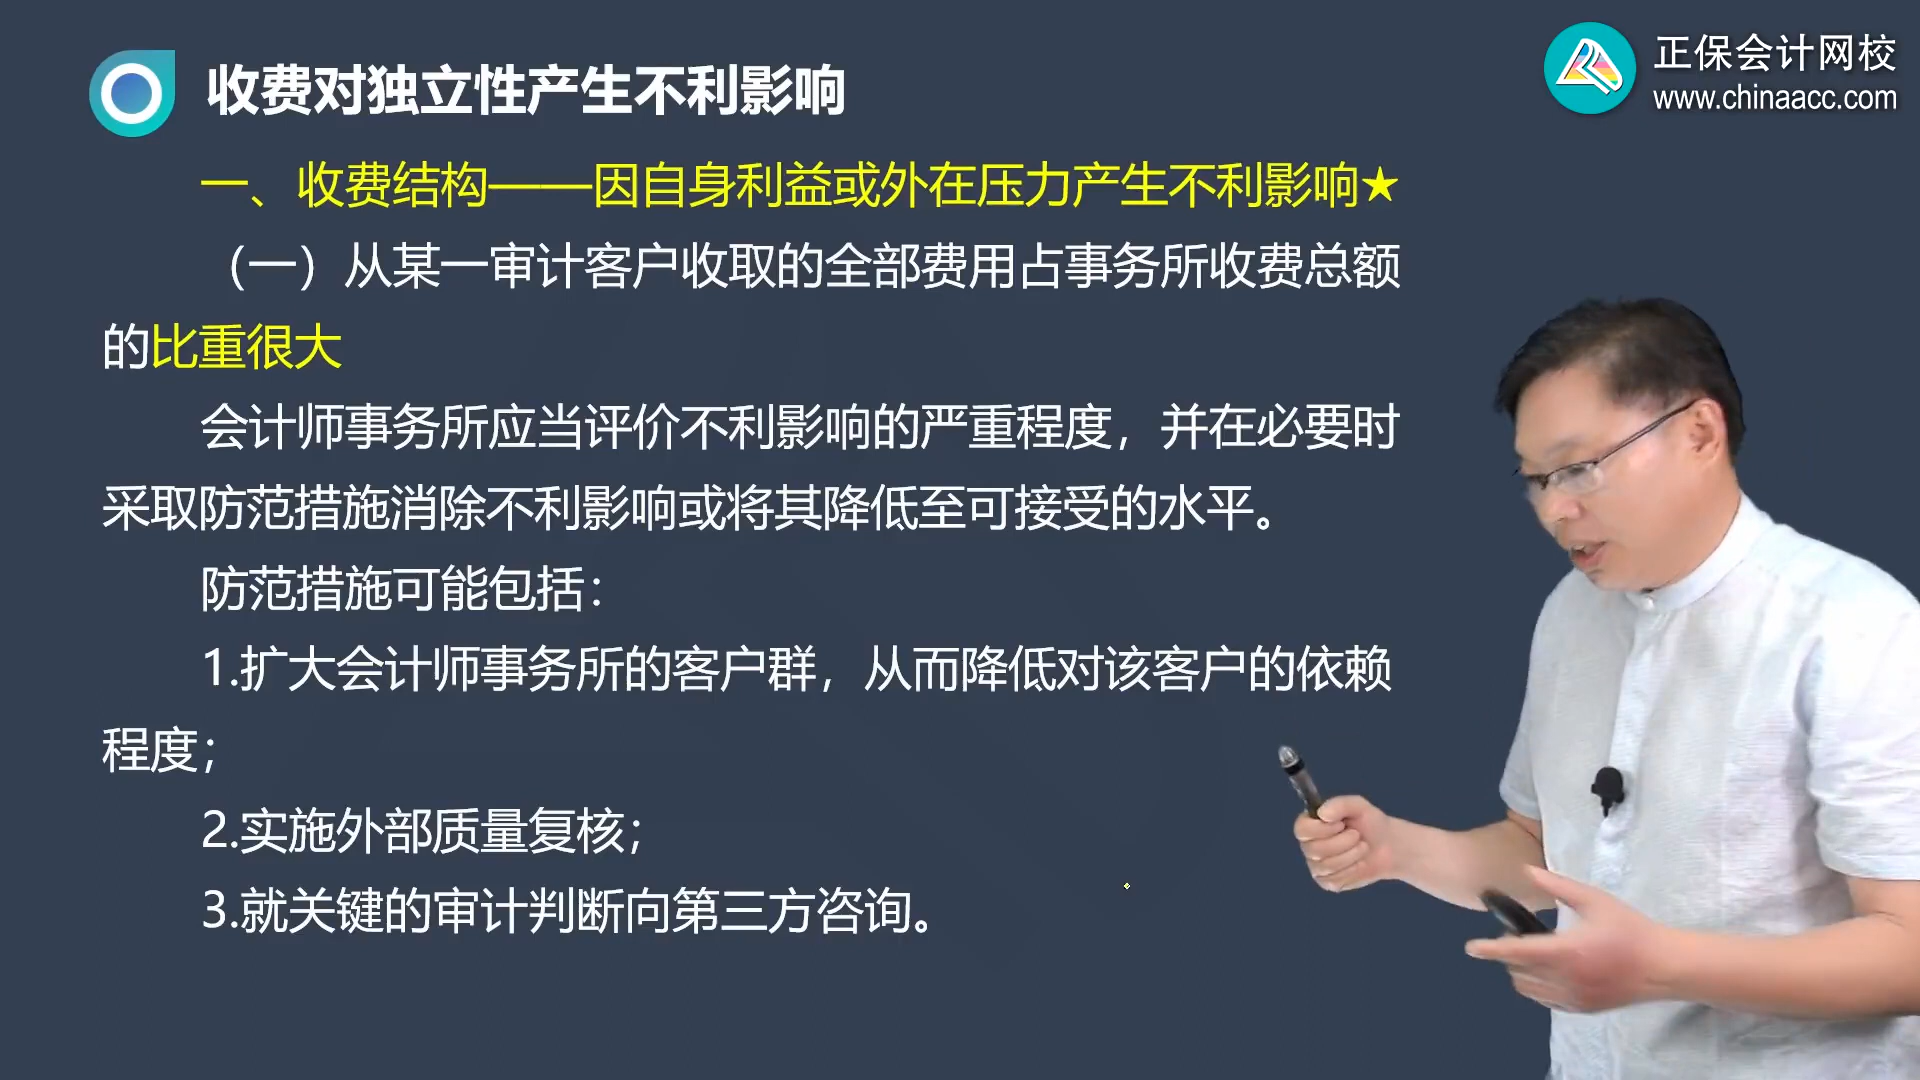 收费对独立性产生不利影响
正保会计网校
www.chinaacc.com
一、收费结构——因自身利益或外在压力产生不利影响★
（一）从某一审计客户收取的全部费用占事务所收费总额
的比重很大
会计师事务所应当评价不利影响的严重程度，并在必要时
采取防范措施消除不利影响或将其降低至可接受的水平。
防范措施可能包括：
1.扩大会计师事务所的客户群，从而降低对该客户的依赖
程度；
2.实施外部质量复核；
3.就关键的审计判断向第三方咨询。